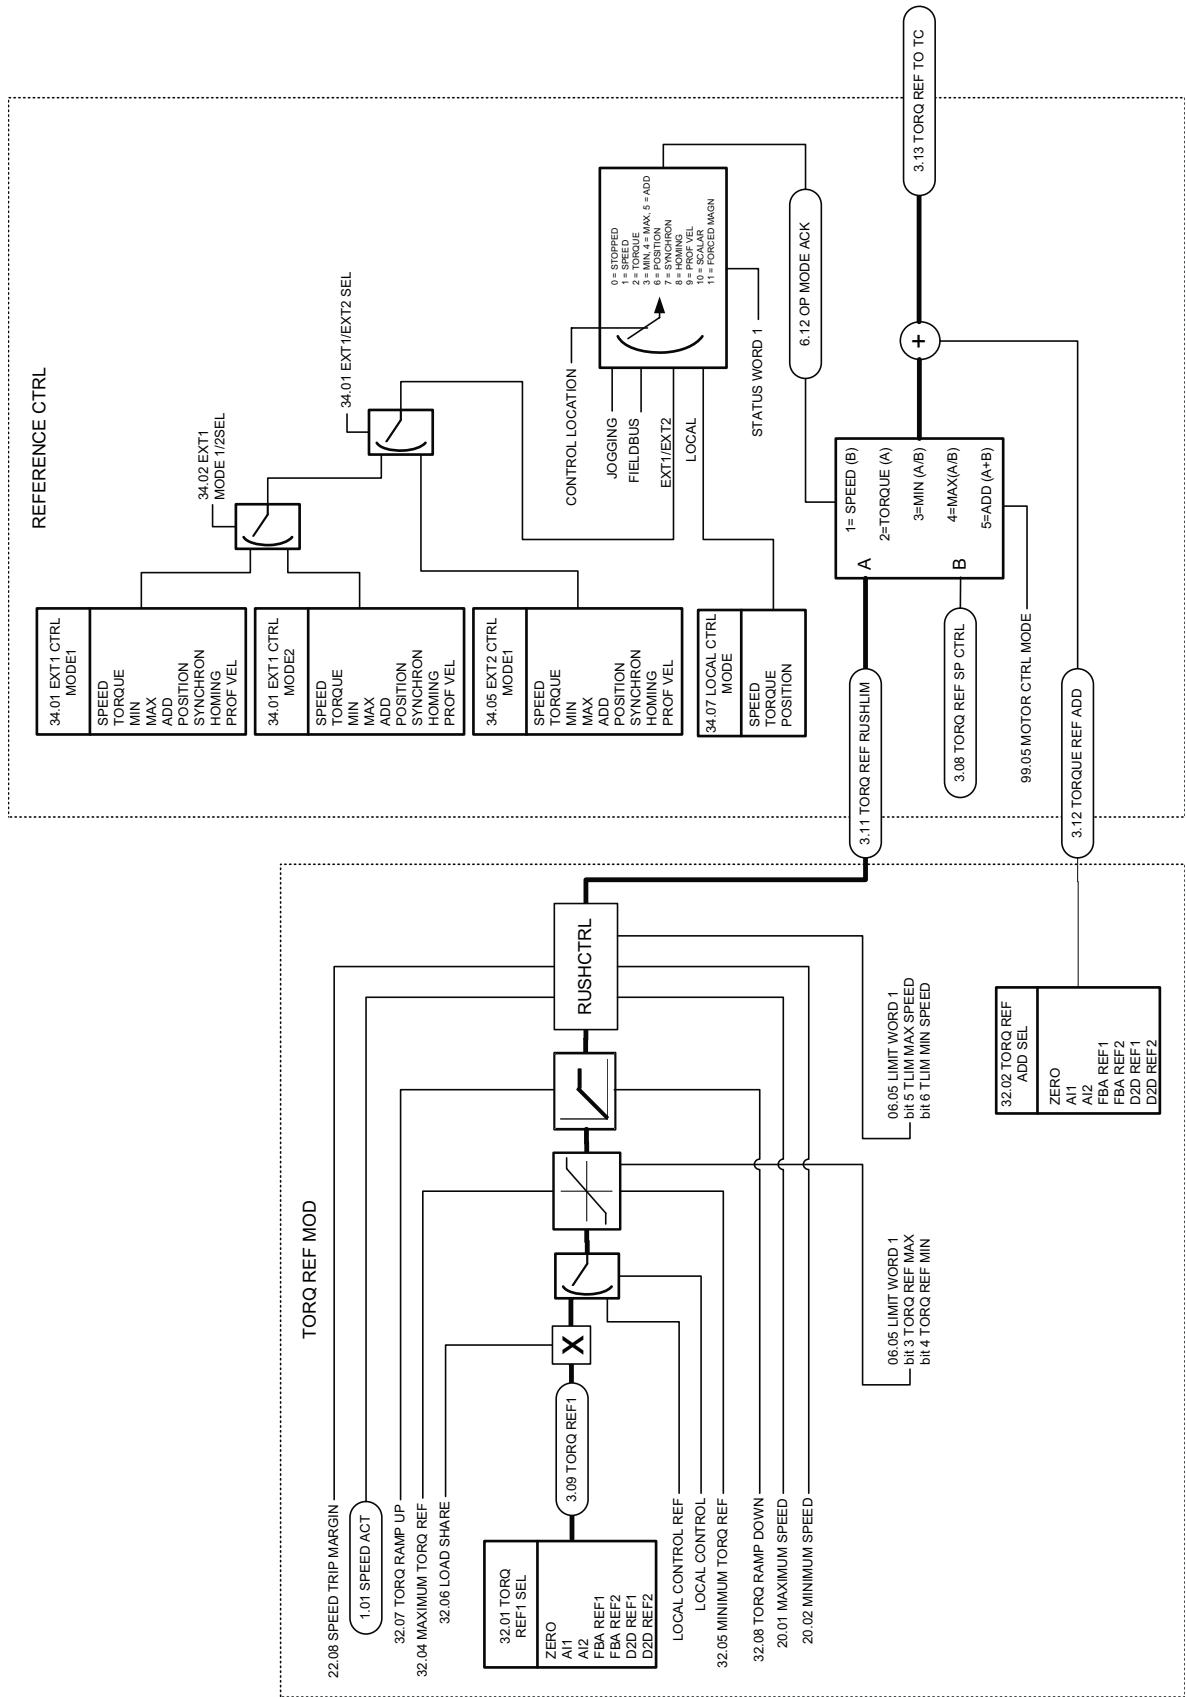 TORQ REF MOD
22.08 SPEED TRIP MARGIN
1.01 SPEED ACT
32.07 TORQ RAMP UP
32.04 MAXIMUM TORQ REF
32.06 LOAD SHARE
32.01 TORQ
REF1 SEL
ZERO
AI1
AI2
FBA REF1
FBA REF2
D2D REF1
D2D REF2
3.09 TORQ REF1
X
RUSHCTRL
LOCAL CONTROL REF
LOCAL CONTROL
32.05 MINIMUM TORQ REF
32.08 TORQ RAMP DOWN
20.01 MAXIMUM SPEED
20.02 MINIMUM SPEED
06.05 LIMIT WORD 1
bit 3 TORQ REF MAX
bit 4 TORQ REF MIN
06.05 LIMIT WORD 1
bit 5 TLIM MAX SPEED
bit 6 TLIM MIN SPEED
32.02 TORQ REF
ADD SEL
ZERO
AI1
AI2
FBA REF1
FBA REF2
D2D REF1
D2D REF2
REFERENCE CTRL
34.01 EXT1 CTRL
MODE1
SPEED
TORQUE
MIN
MAX
ADD
POSITION
SYNCHRON
HOMING
PROF VEL
34.01 EXT1 CTRL
MODE2
SPEED
TORQUE
MIN
MAX
ADD
POSITION
SYNCHRON
HOMING
PROF VEL
34.05 EXT2 CTRL
MODE1
SPEED
TORQUE
MIN
MAX
ADD
POSITION
SYNCHRON
HOMING
PROF VEL
34.07 LOCAL CTRL
MODE
SPEED
TORQUE
POSITION
34.02 EXT1
MODE 1/2SEL
34.01 EXT1/EXT2 SEL
CONTROL LOCATION
JOGGING
FIELDBUS
EXT1/EXT2
LOCAL
0 = STOPPED
1 = SPEED
2 = TORQUE
3 = MIN, 4 = MAX, 5 = ADD
6 = POSITION
7 = SYNCHRON
8 = HOMING
9 = PROF VEL
10 = SCALAR
11 = FORCED MAGN
STATUS WORD 1
6.12 OP MODE ACK
3.11 TORQ REF RUSHLIM
3.08 TORQ REF SP CTRL
99.05 MOTOR CTRL MODE
3.12 TORQUE REF ADD
A
B
1= SPEED (B)
2=TORQUE (A)
3=MIN (A/B)
4=MAX(A/B)
5=ADD (A+B)
+
3.13 TORQ REF TO TC